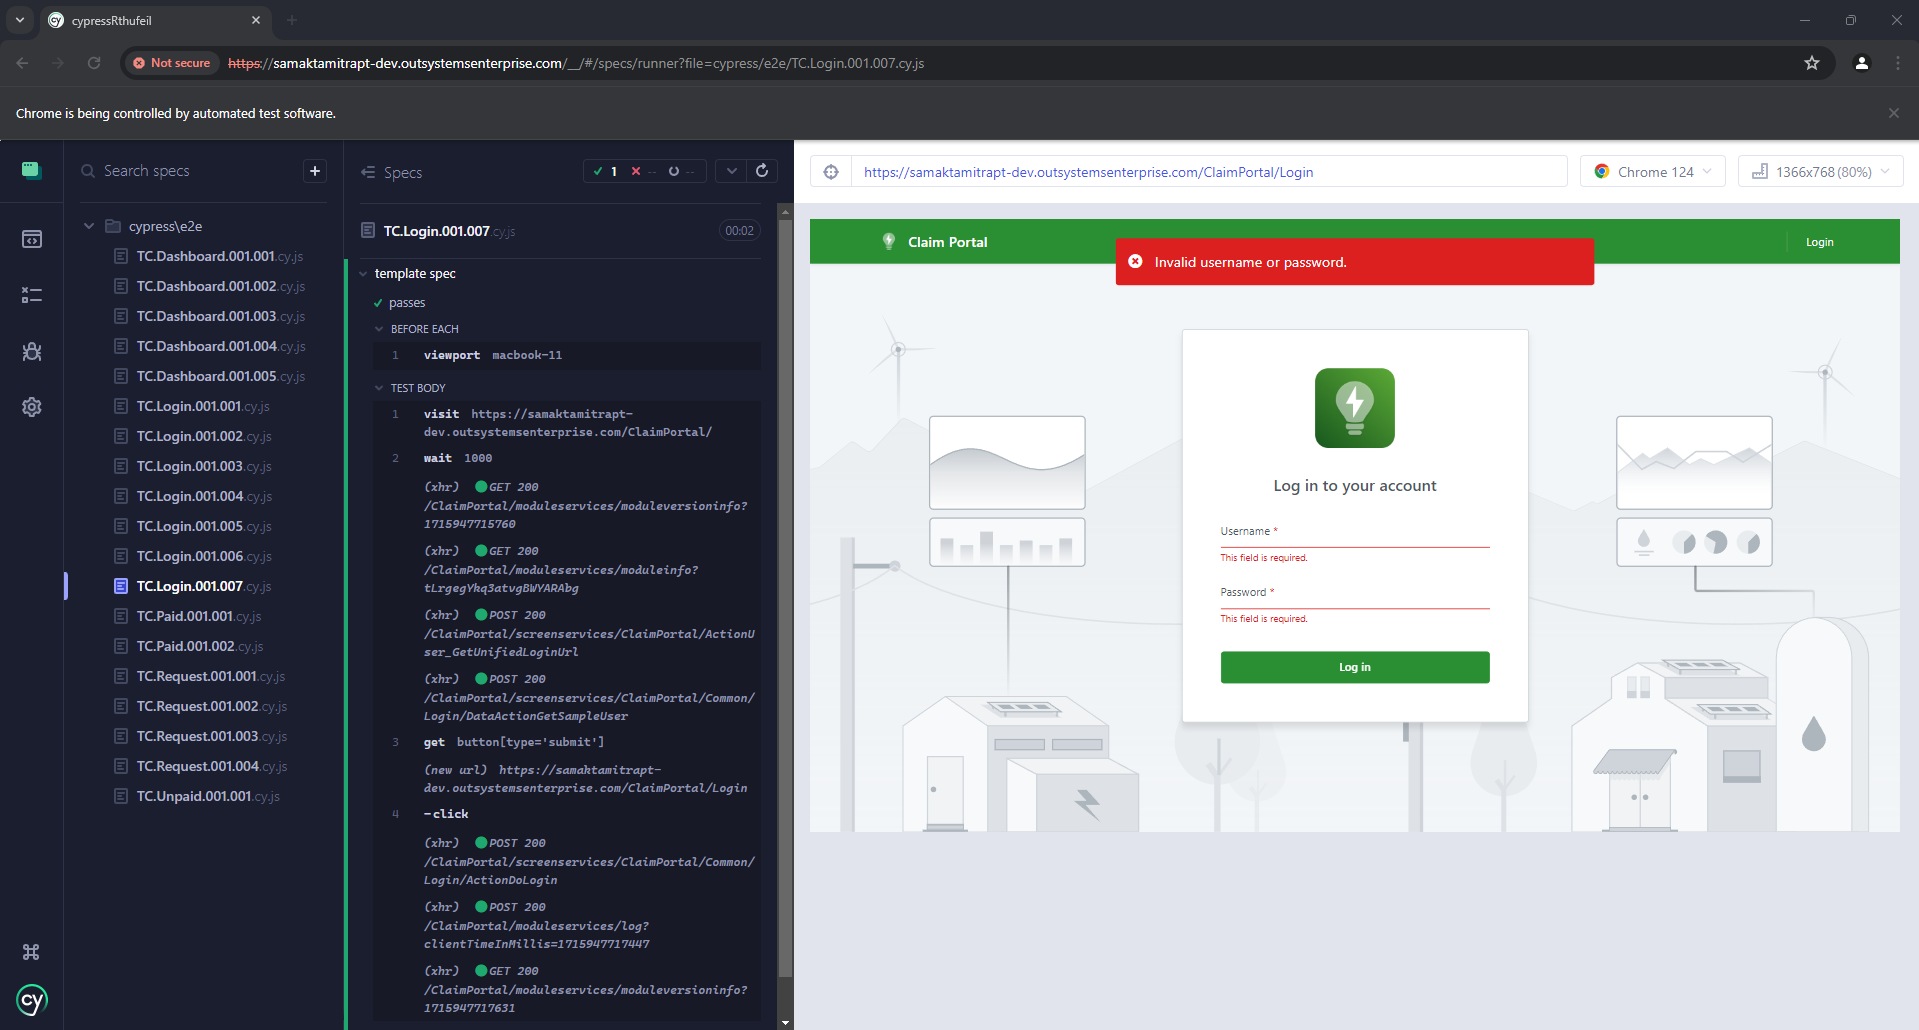 cypressRthufeil
Not secure
https://samaktamitrapt-dev.outsystemsenterprise.com/__/#/specs/runner?file=cypress/e2e/TC.Login.001.007.cy.js
Chrome is being controlled by automated test software.
Search specs
+
cypress\e2e
TC.Dashboard.001.001.cy.js
TC.Dashboard.001.002.cy.js
TC.Dashboard.001.003.cy.js
TC.Dashboard.001.004.cy.js
TC.Dashboard.001.005.cy.js
TC.Login.001.001.cy.js
TC.Login.001.002.cy.js
TC.Login.001.003.cy.js
TC.Login.001.004.cy.js
TC.Login.001.005.cy.js
TC.Login.001.006.cy.js
TC.Login.001.007.cy.js
TC.Paid.001.001.cy.js
TC.Paid.001.002.cy.js
TC.Request.001.001.cy.js
TC.Request.001.002.cy.js
TC.Request.001.003.cy.js
TC.Request.001.004.cy.js
TC.Unpaid.001.001.cy.js
cy
Specs
1 -- --
TC.Login.001.007.cy.js 00:02
template spec
passes
BEFORE EACH
1 viewport macbook-11
TEST BODY
1 visit https://samaktamitrapt-
dev.outsystemsenterprise.com/ClaimPortal/
2 wait 1000
(xhr) GET 200
/ClaimPortal/moduleservices/moduleversioninfo?
1715947715760
(xhr) GET 200
/ClaimPortal/moduleservices/moduleinfo?
tLrgegYkq3atvgBWYARAbg
(xhr) POST 200
/ClaimPortal/screenservices/ClaimPortal/ActionU
ser_GetUnifiedLoginUrl
(xhr) POST 200
/ClaimPortal/screenservices/ClaimPortal/Common/
Login/DataActionGetSampleUser
3 get button[type='submit']
(new url) https://samaktamitrapt-
dev.outsystemsenterprise.com/ClaimPortal/Login
4 -click
(xhr) POST 200
/ClaimPortal/screenservices/ClaimPortal/Common/
Login/ActionDoLogin
(xhr) POST 200
/ClaimPortal/moduleservices/log?
clientTimeInMillis=1715947717447
(xhr) GET 200
/ClaimPortal/moduleservices/moduleversioninfo?
1715947717631
https://samaktamitrapt-dev.outsystemsenterprise.com/ClaimPortal/Login
Chrome 124
1366x768 (80%)
Claim Portal
Login
Invalid username or password.
Log in to your account
Username *
This field is required.
Password *
This field is required.
Log in